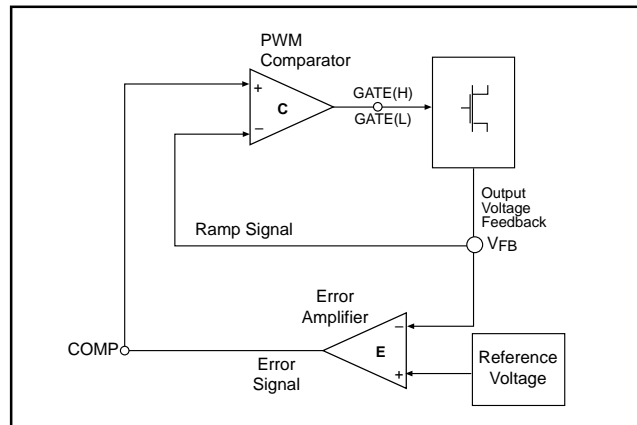 PWM
Comparator
+
C
−
GATE(H)
GATE(L)
Output
Voltage
Feedback
Ramp Signal
VFB
Error
Amplifier
−
COMP
E
Error
Signal
+
Reference
Voltage